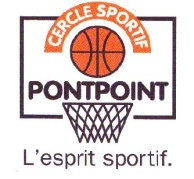 CERCLE SPORTIF
PONTPOINT
L'esprit sportif.